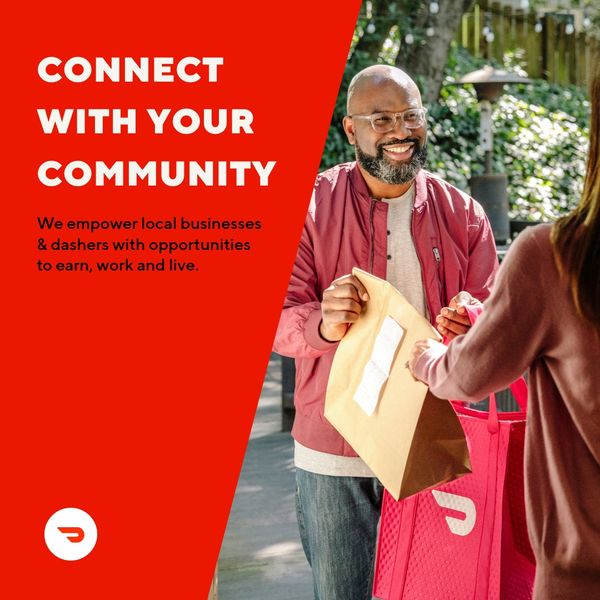 CONNECT
WITH YOUR
COMMUNITY
We empower local businesses
& dashers with opportunities
to earn, work and live.